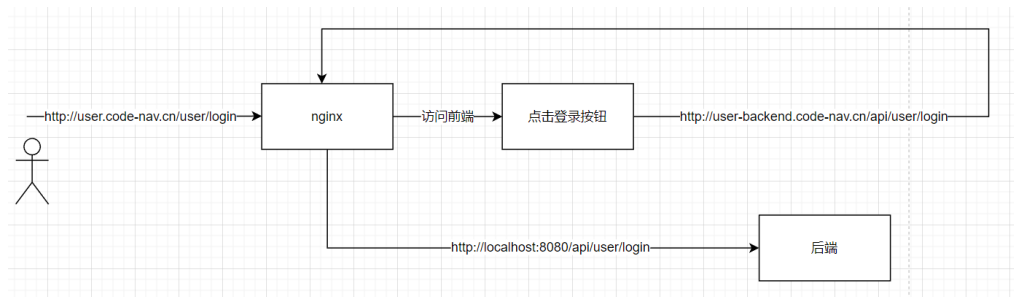 http://user.code-nav.cn/user/login
nginx
访问前端
点击登录按钮
http://user-backend.code-nav.cn/api/user/login
http://localhost:8080/api/user/login
后端